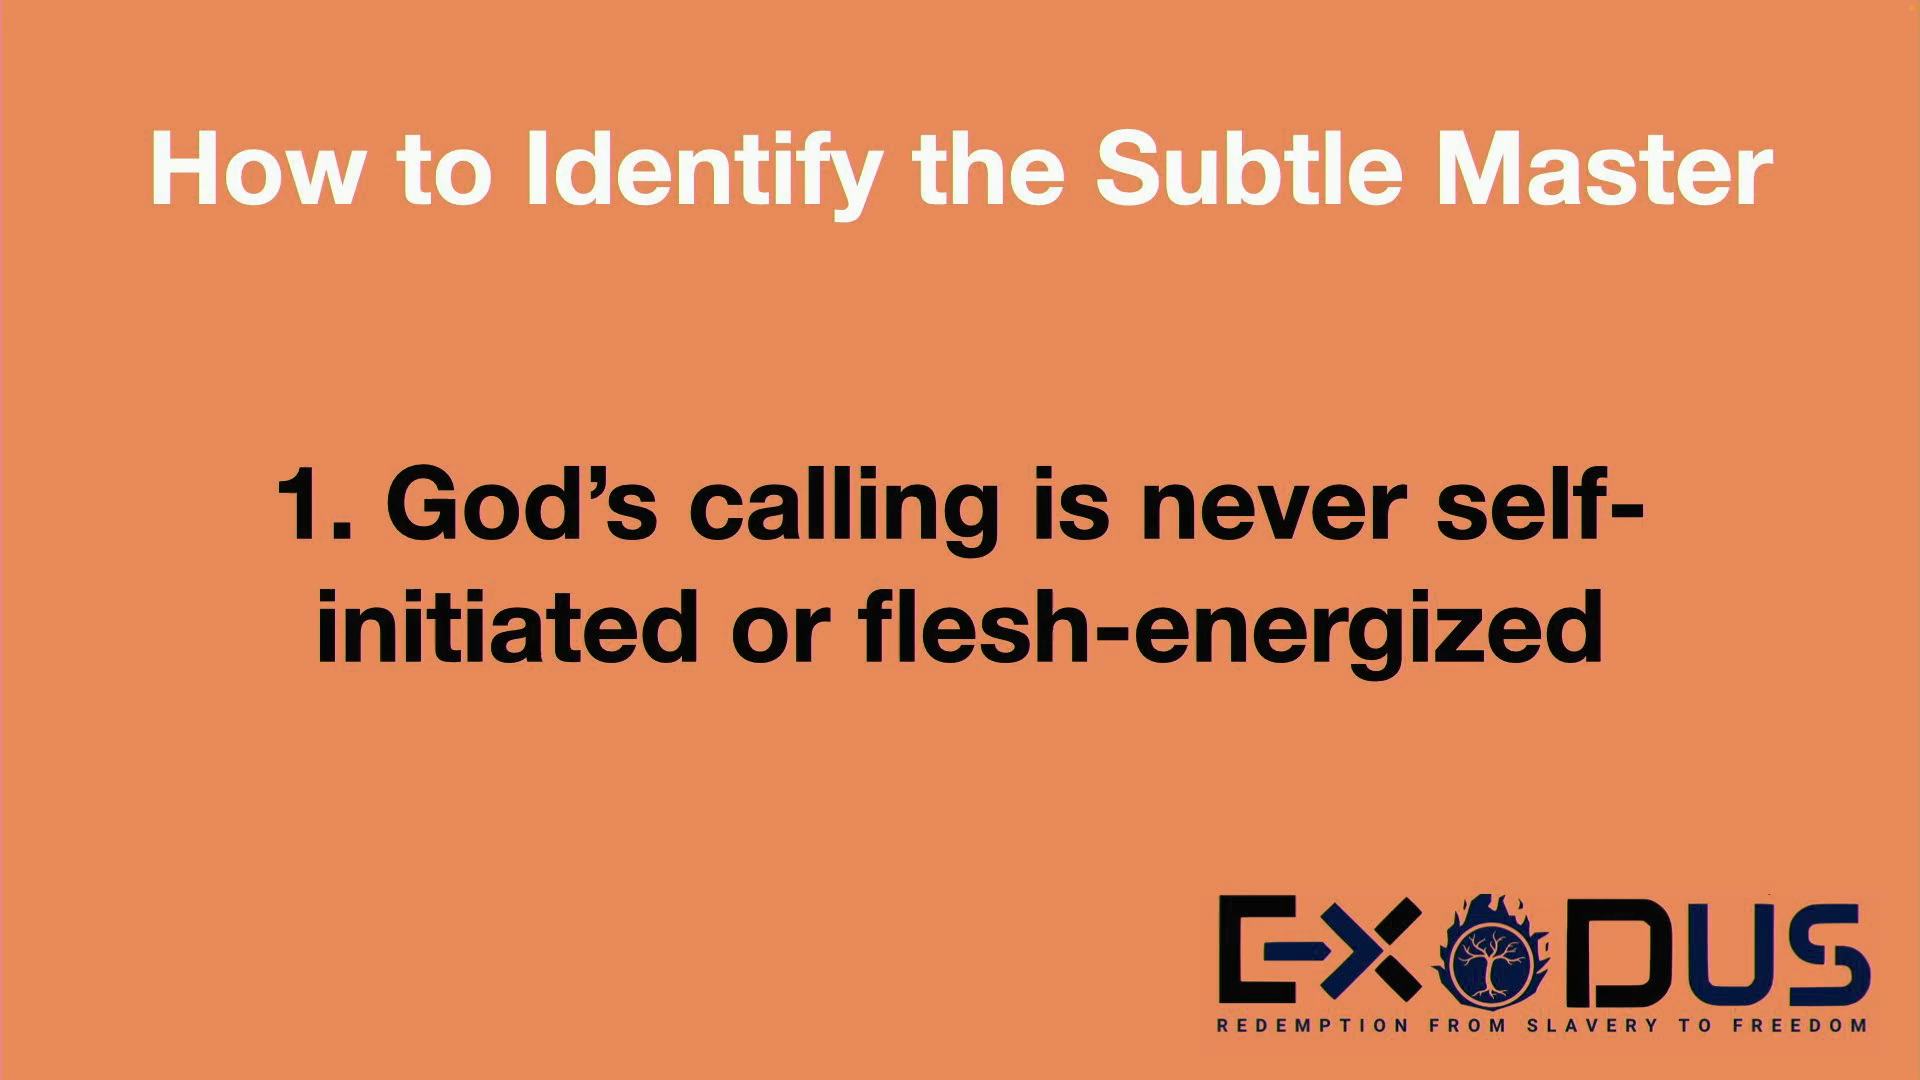 How to Identify the Subtle Master
1. God’s calling is never self-
initiated or flesh-energized
EXODUS
REDEMPTION FROM SLAVERY TO FREEDOM